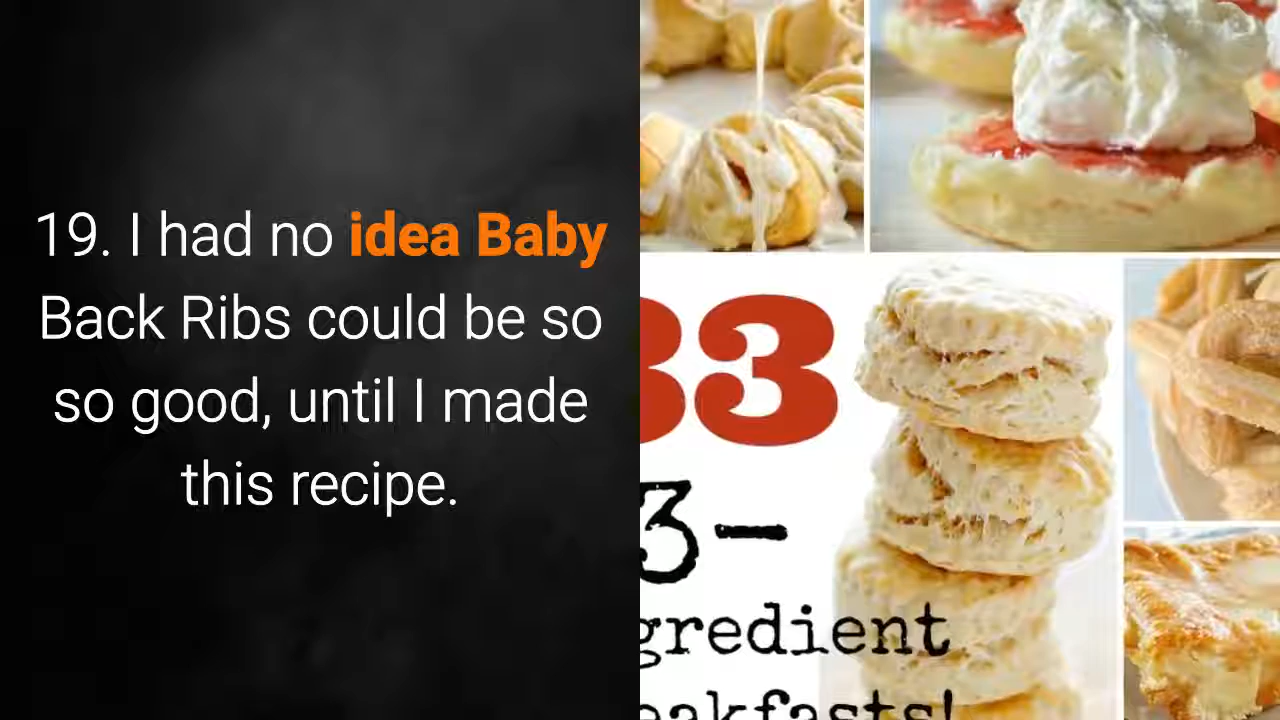 19. I had no idea Baby
Back Ribs could be so
so good, until I made
this recipe.
33
3-
gredient
eakfasts!